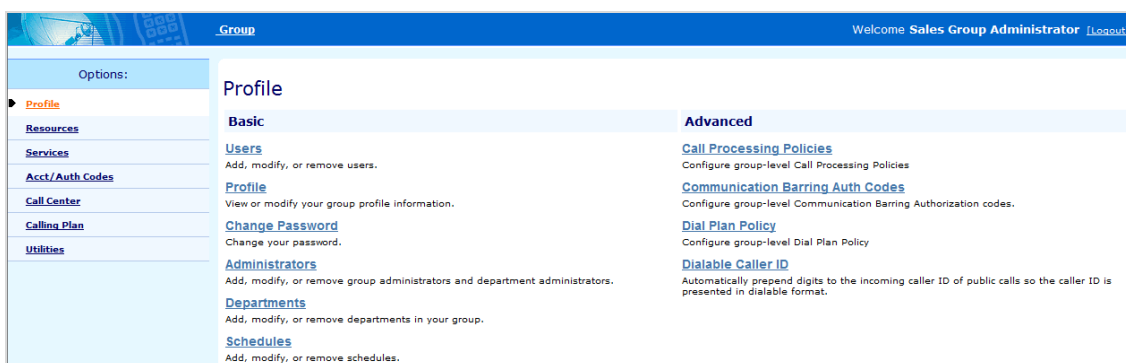 Group
Welcome Sales Group Administrator [Logout
Options:
Profile
Resources
Services
Acct/Auth Codes
Call Center
Calling Plan
Utilities
Profile
Basic
Users
Add, modify, or remove users.
Profile
View or modify your group profile information.
Change Password
Change your password.
Administrators
Add, modify, or remove group administrators and department administrators.
Departments
Add, modify, or remove departments in your group.
Schedules
Add, modify, or remove schedules.
Advanced
Call Processing Policies
Configure group-level Call Processing Policies
Communication Barring Auth Codes
Configure group-level Communication Barring Authorization codes.
Dial Plan Policy
Configure group-level Dial Plan Policy
Dialable Caller ID
Automatically prepend digits to the incoming caller ID of public calls so the caller ID is
presented in dialable format.